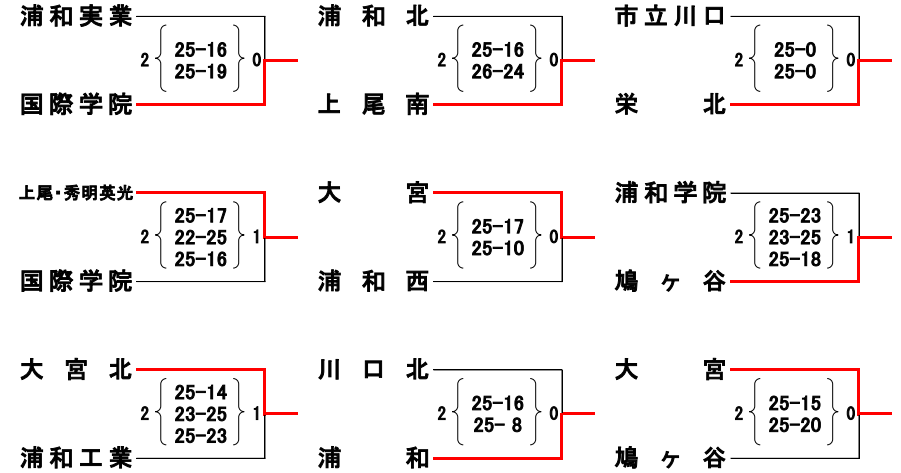 浦和実業
2 25-16 0
25-19
国際学院
浦和北
2 25-16 0
26-24
上尾南
市立川口
2 25-0 0
25-0
栄北
上尾・秀明英光
25-17
2 22-25 1
25-16
国際学院
大宮
2 25-17 0
25-10
浦和西
浦和学院
25-23
2 23-25 1
25-18
鳩ヶ谷
大宮北
25-14
2 23-25 1
25-23
浦和工業
川口北
2 25-16 0
25- 8
浦和
大宮
2 25-15 0
25-20
鳩ヶ谷